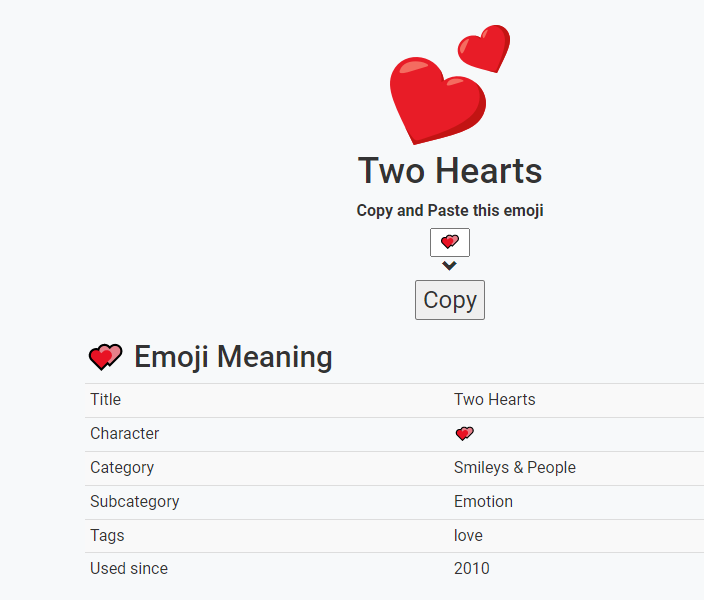 Two Hearts
Copy and Paste this emoji
💕
Copy
💕 Emoji Meaning
Title Two Hearts
Character 💕
Category Smileys & People
Subcategory Emotion
Tags love
Used since 2010